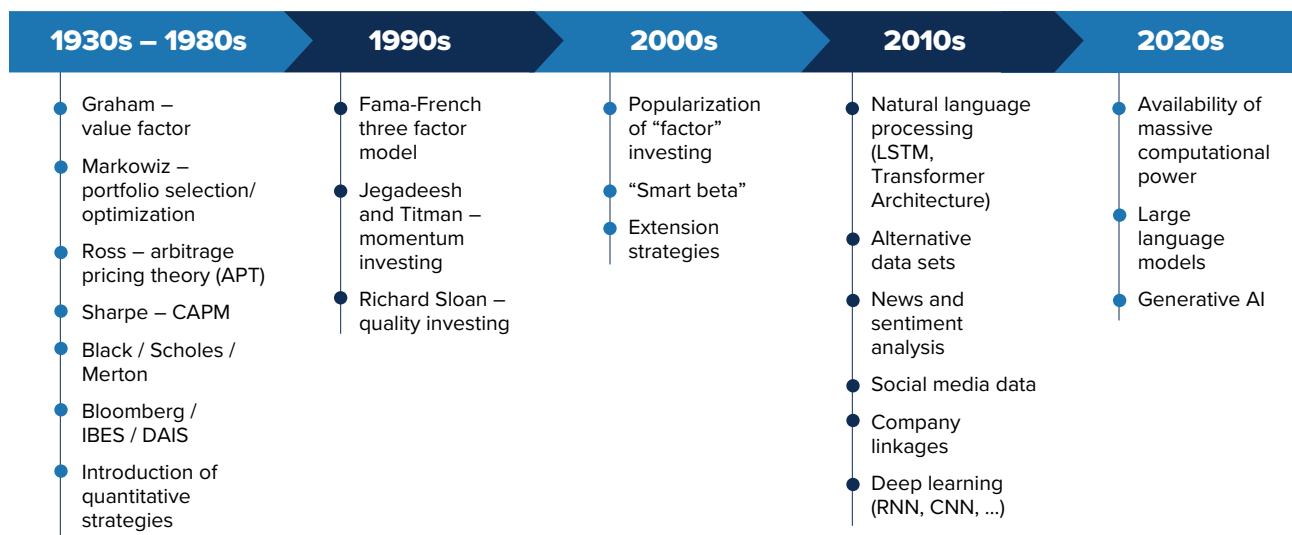 1930s – 1980s
Graham –
value factor
Markowiz –
portfolio selection/
optimization
Ross – arbitrage
pricing theory (APT)
Sharpe – CAPM
Black / Scholes /
Merton
Bloomberg /
IBES / DAIS
Introduction of
quantitative
strategies
1990s
Fama-French
three factor
model
Jegadeesh
and Titman –
momentum
investing
Richard Sloan –
quality investing
2000s
Popularization
of “factor”
investing
“Smart beta”
Extension
strategies
2010s
Natural language
processing
(LSTM,
Transformer
Architecture)
Alternative
data sets
News and
sentiment
analysis
Social media data
Company
linkages
Deep learning
(RNN, CNN, ...)
2020s
Availability of
massive
computational
power
Large
language
models
Generative AI